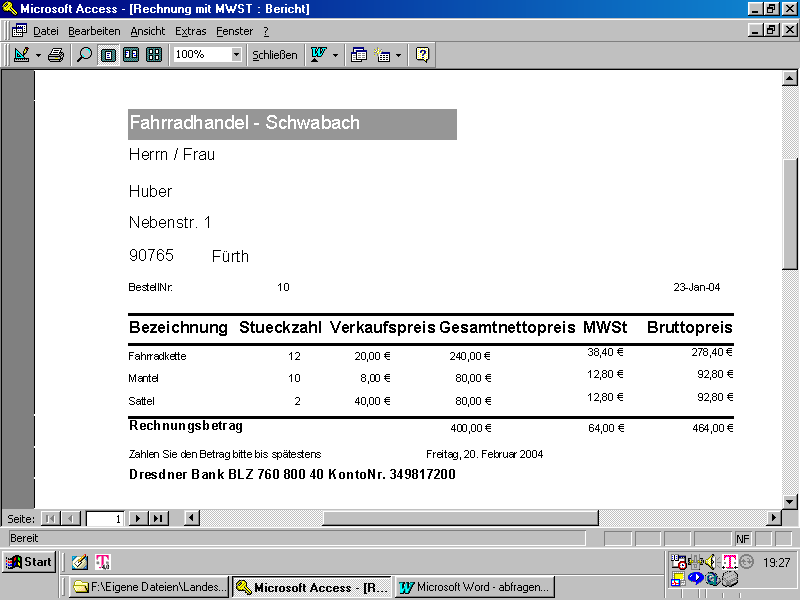 Microsoft Access - [Rechnung mit MWST : Bericht]
Datei Bearbeiten Ansicht Extras Fenster ?
100% Schließen
Fahrradhandel - Schwabach
Herrn / Frau
Huber
Nebenstr. 1
90765 Fürth
BestellNr. 10 23-Jan-04
Bezeichnung Stueckzahl Verkaufspreis Gesamtnettopreis MWSt Bruttopreis
Fahrradkette 12 20,00 € 240,00 € 38,40 € 278,40 €
Mantel 10 8,00 € 80,00 € 12,80 € 92,80 €
Sattel 2 40,00 € 80,00 € 12,80 € 92,80 €
Rechnungsbetrag 400,00 € 64,00 € 464,00 €
Zahlen Sie den Betrag bitte bis spätestens Freitag, 20. Februar 2004
Dresdner Bank BLZ 760 800 40 KontoNr. 349817200
Seite: 1
Bereit NF
Start 19:27
F:\Eigene Dateien\Landes... Microsoft Access - [R... Microsoft Word - abfragen...